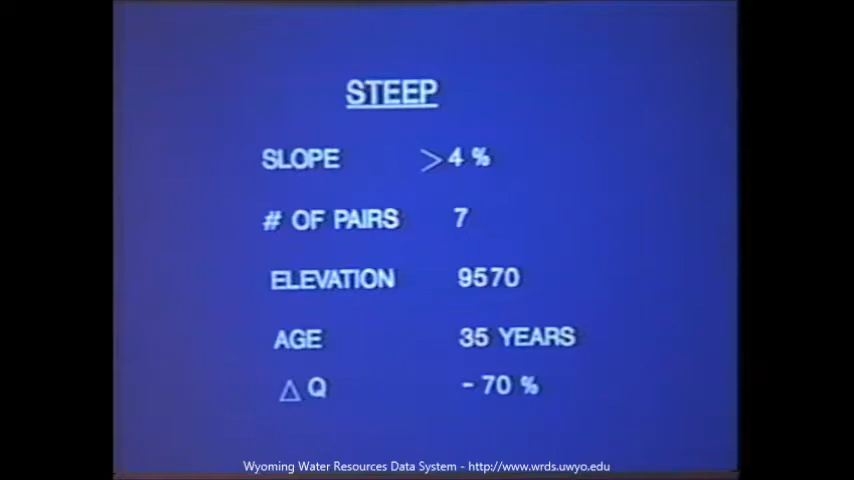 STEEP
SLOPE > 4 %
# OF PAIRS 7
ELEVATION 9570
AGE 35 YEARS
△ Q - 70 %
Wyoming Water Resources Data System - http://www.wrds.uwyo.edu